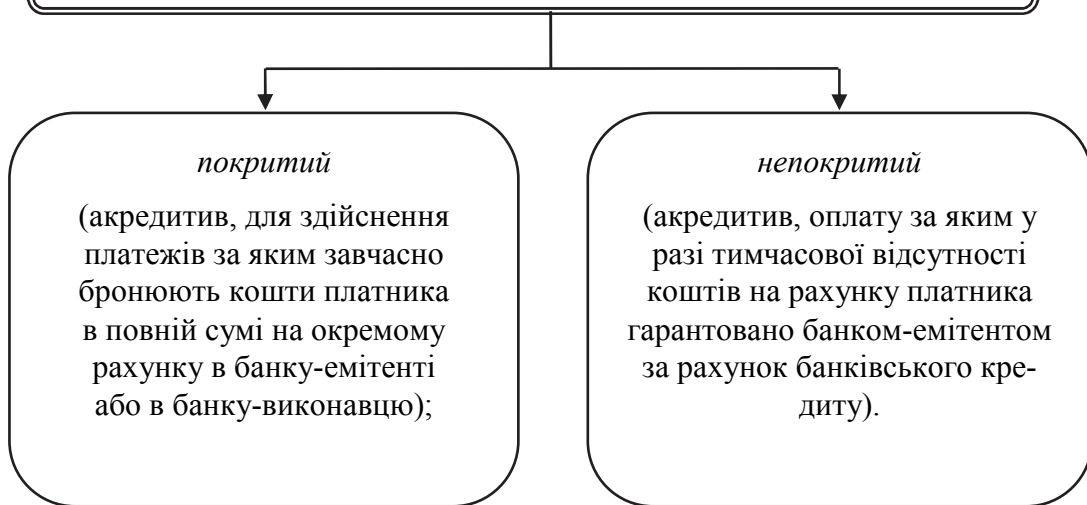 покритий
(акредитив, для здійснення
платежів за яким завчасно
бронюють кошти платника
в повній сумі на окремому
рахунку в банку-емітенті
або в банку-виконавцю);
непокритий
(акредитив, оплату за яким у
разі тимчасової відсутності
коштів на рахунку платника
гарантовано банком-емітентом
за рахунок банківського кре-
диту).